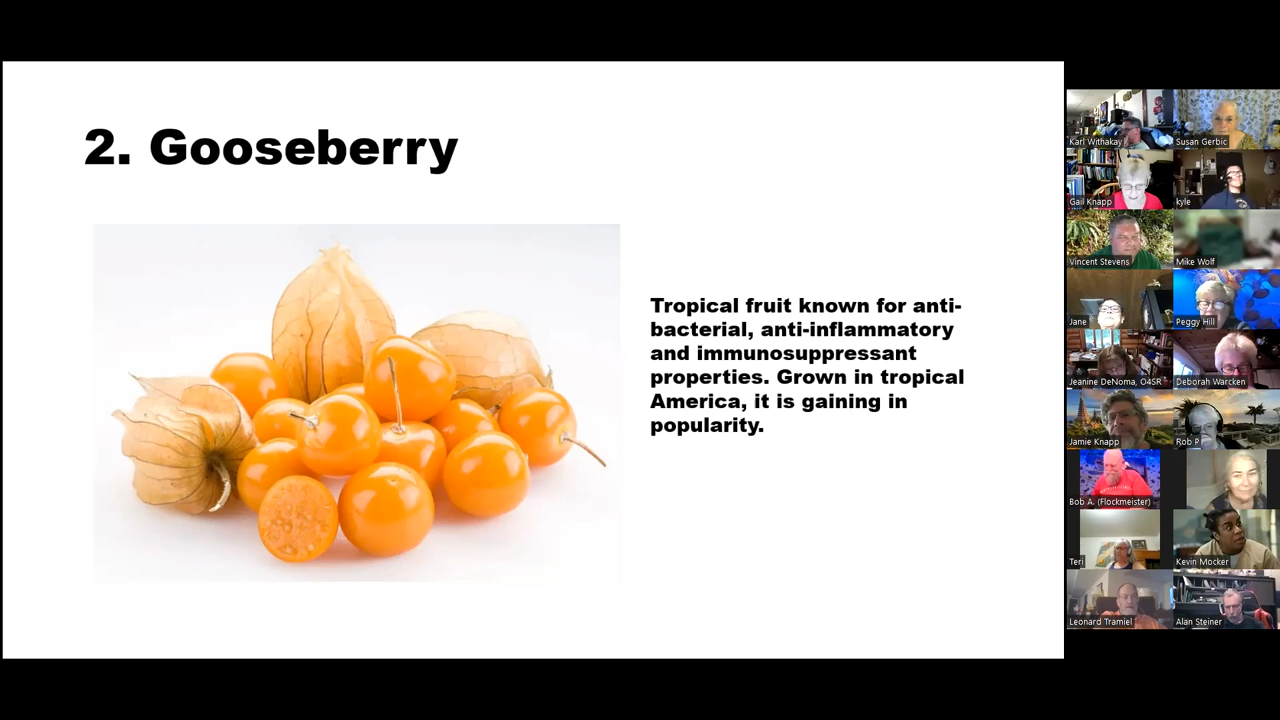 2. Gooseberry
Tropical fruit known for anti-
bacterial, anti-inflammatory
and immunosuppressant
properties. Grown in tropical
America, it is gaining in
popularity.
Karl Withakay
Susan Gerbic
Gail Knapp
kyle
Vincent Stevens
Mike Wolf
Jane
Peggy Hill
Jeanine DeNoma, O4SR
Deborah Warcken
Jamie Knapp
Rob P
Bob A. (Flockmeister)
Teri
Kevin Mocker
Leonard Tramiel
Alan Steiner